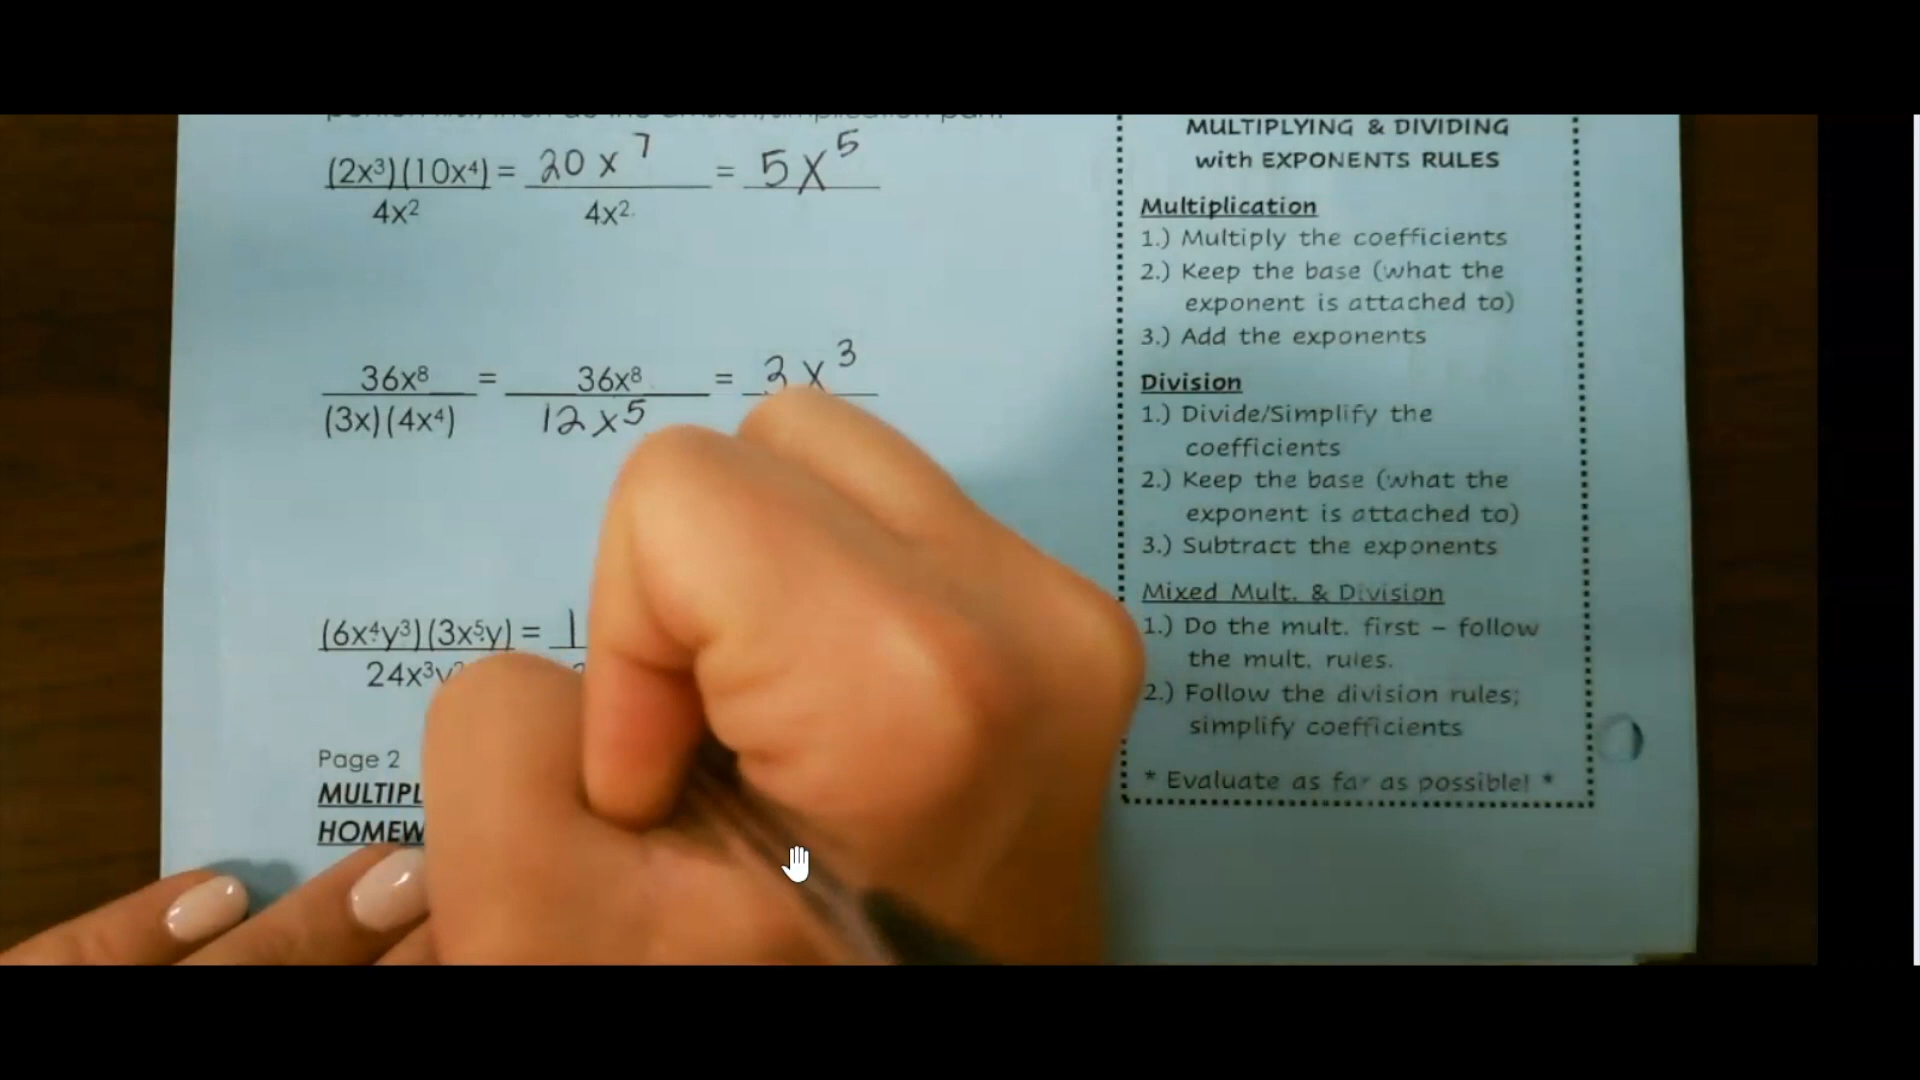 (2x³)(10x⁴) = 20x⁷ = 5x⁵
4x² 4x²
36x⁸ = 36x⁸ = 3x³
(3x)(4x⁴) 12x⁵
(6x⁴y³)(3x⁵y) = 1
24x³y
Page 2
MULTIPL
HOMEW
MULTIPLYING & DIVIDING
with EXPONENTS RULES
Multiplication
1.) Multiply the coefficients
2.) Keep the base (what the
exponent is attached to)
3.) Add the exponents
Division
1.) Divide/Simplify the
coefficients
2.) Keep the base (what the
exponent is attached to)
3.) Subtract the exponents
Mixed Mult. & Division
1.) Do the mult. first – follow
the mult. rules.
2.) Follow the division rules;
simplify coefficients
* Evaluate as far as possible! *